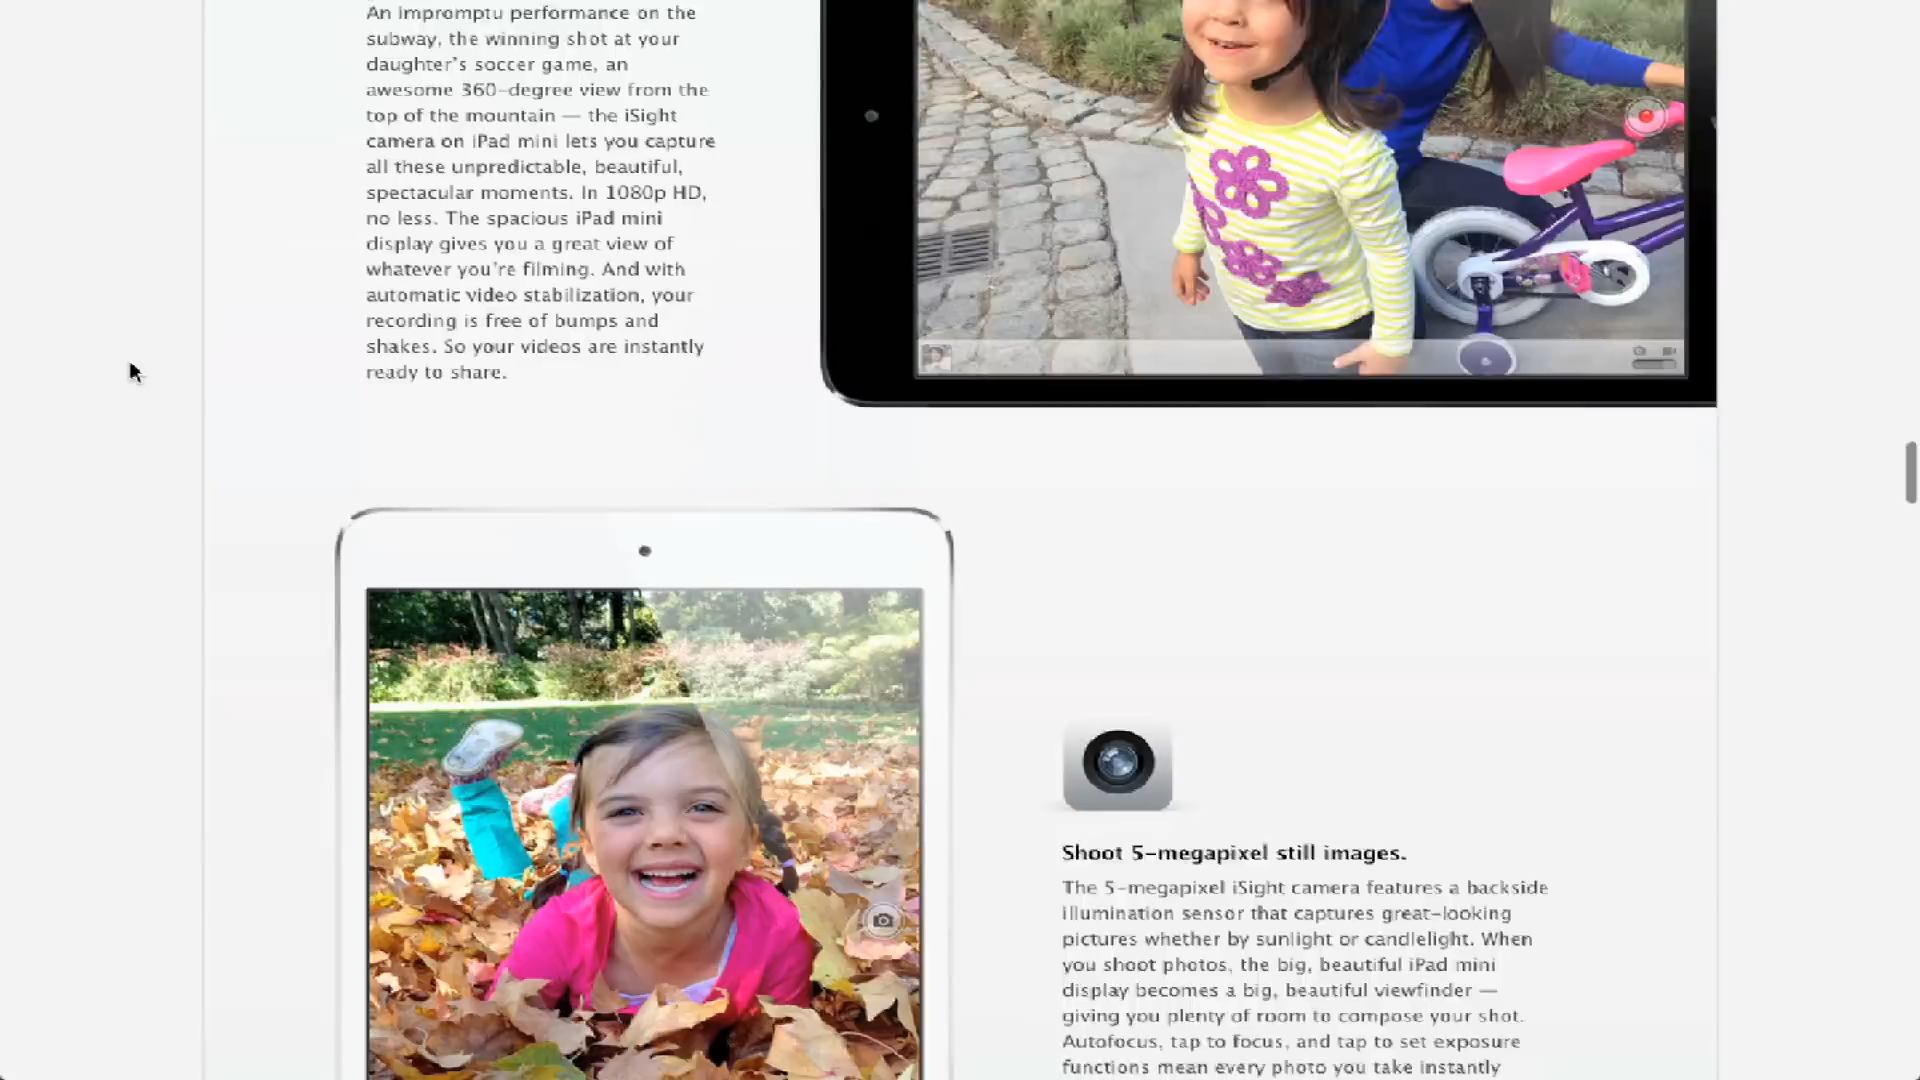 An impromptu performance on the
subway, the winning shot at your
daughter's soccer game, an
awesome 360-degree view from the
top of the mountain — the iSight
camera on iPad mini lets you capture
all these unpredictable, beautiful,
spectacular moments. In 1080p HD,
no less. The spacious iPad mini
display gives you a great view of
whatever you're filming. And with
automatic video stabilization, your
recording is free of bumps and
shakes. So your videos are instantly
ready to share.
Shoot 5-megapixel still images.
The 5-megapixel iSight camera features a backside
illumination sensor that captures great-looking
pictures whether by sunlight or candlelight. When
you shoot photos, the big, beautiful iPad mini
display becomes a big, beautiful viewfinder —
giving you plenty of room to compose your shot.
Autofocus, tap to focus, and tap to set exposure
functions mean every photo you take instantly